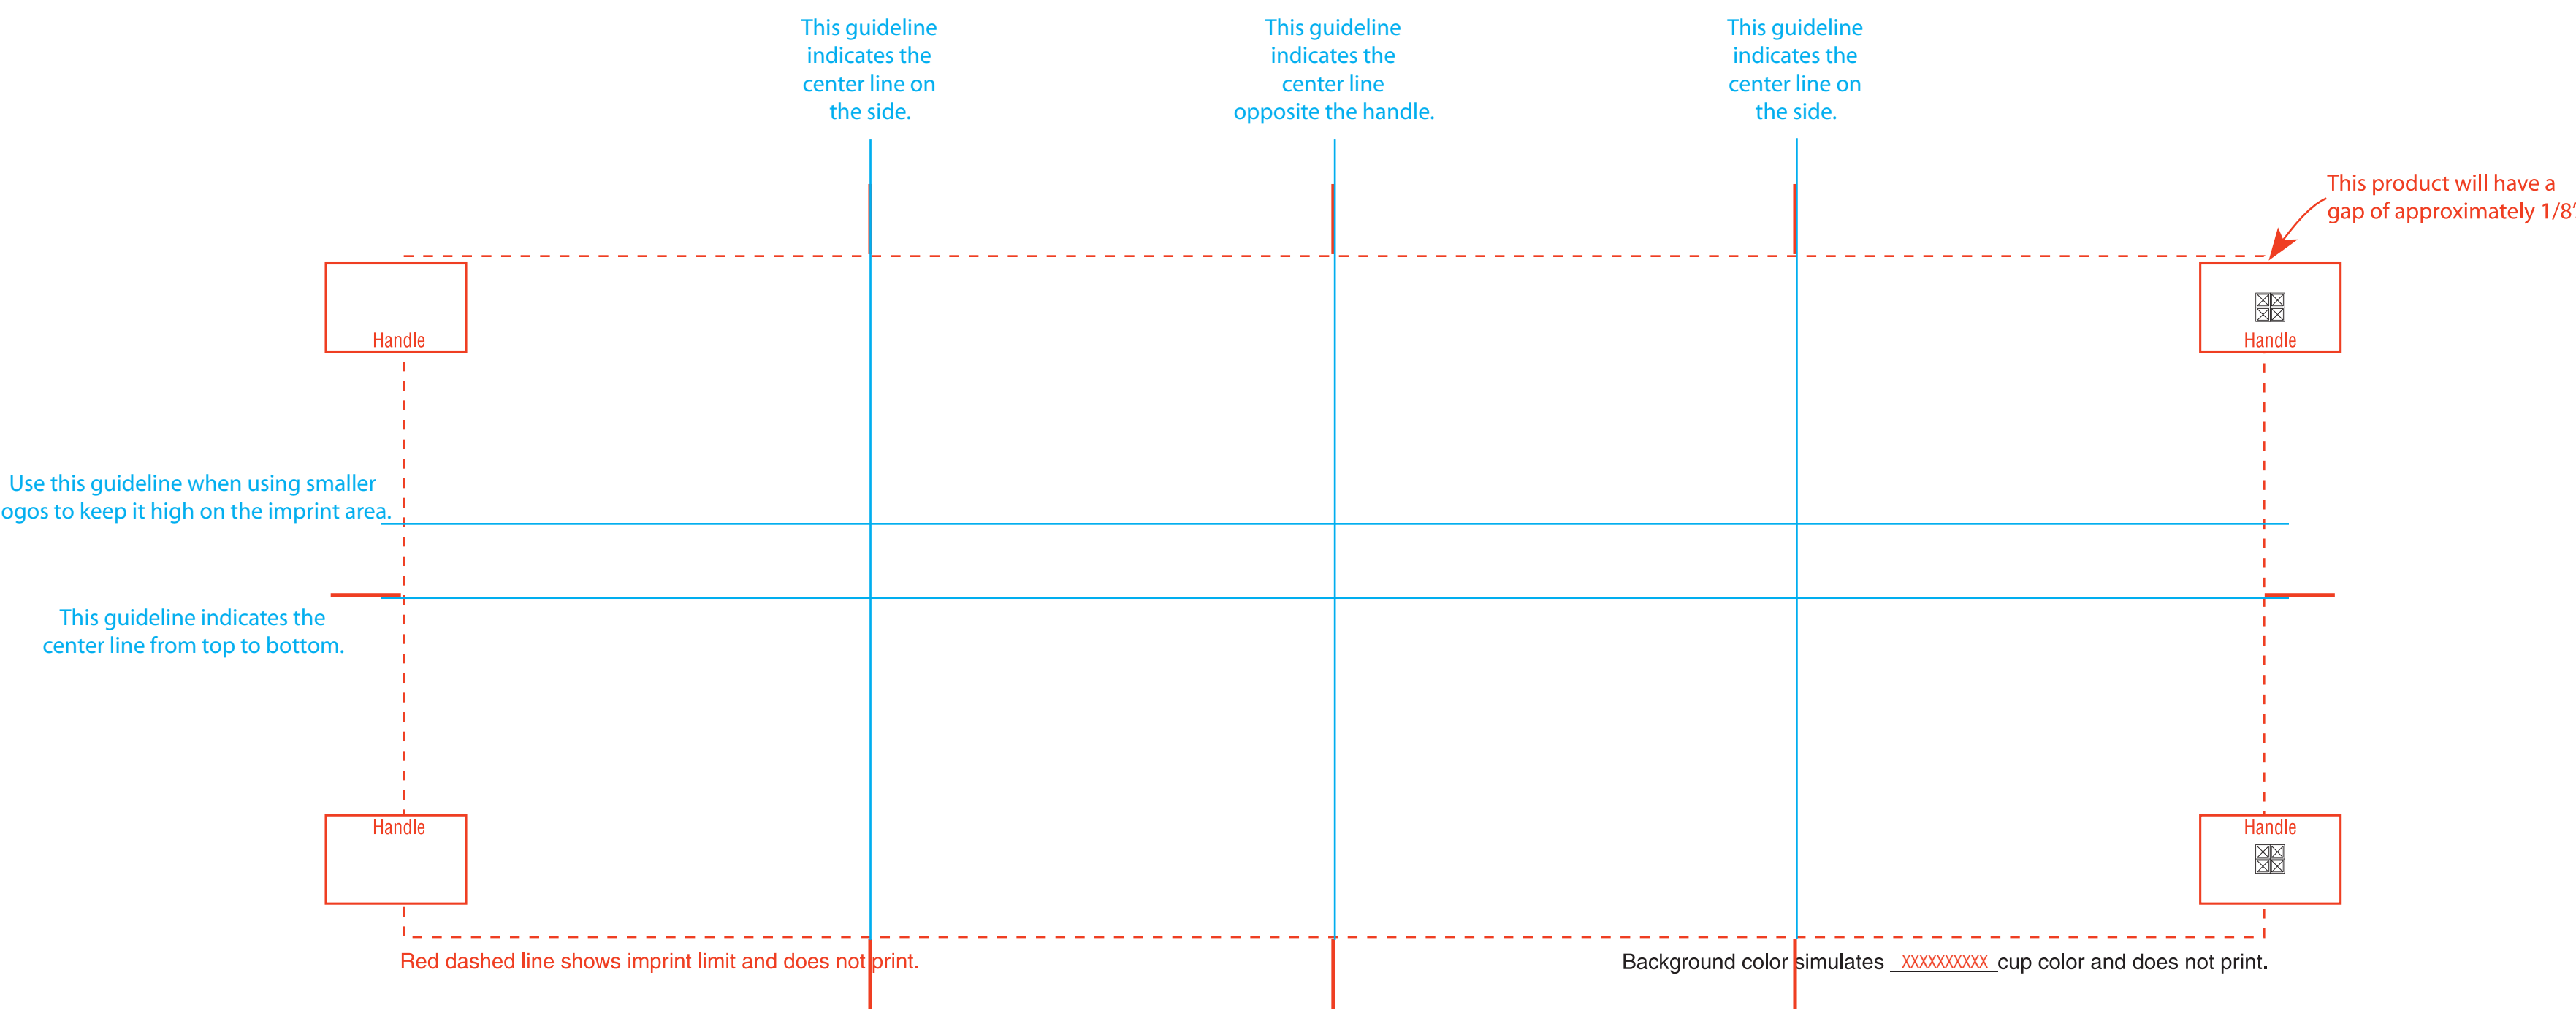 This guideline
indicates the
center line on
the side.
This guideline
indicates the
center line
opposite the handle.
This guideline
indicates the
center line on
the side.
This product will have a
gap of approximately 1/8"
Handle
Handle
Use this guideline when using smaller
ogos to keep it high on the imprint area.
This guideline indicates the
center line from top to bottom.
Handle
Handle
Red dashed line shows imprint limit and does not print.
Background color simulates XXXXXXXXXX cup color and does not print.